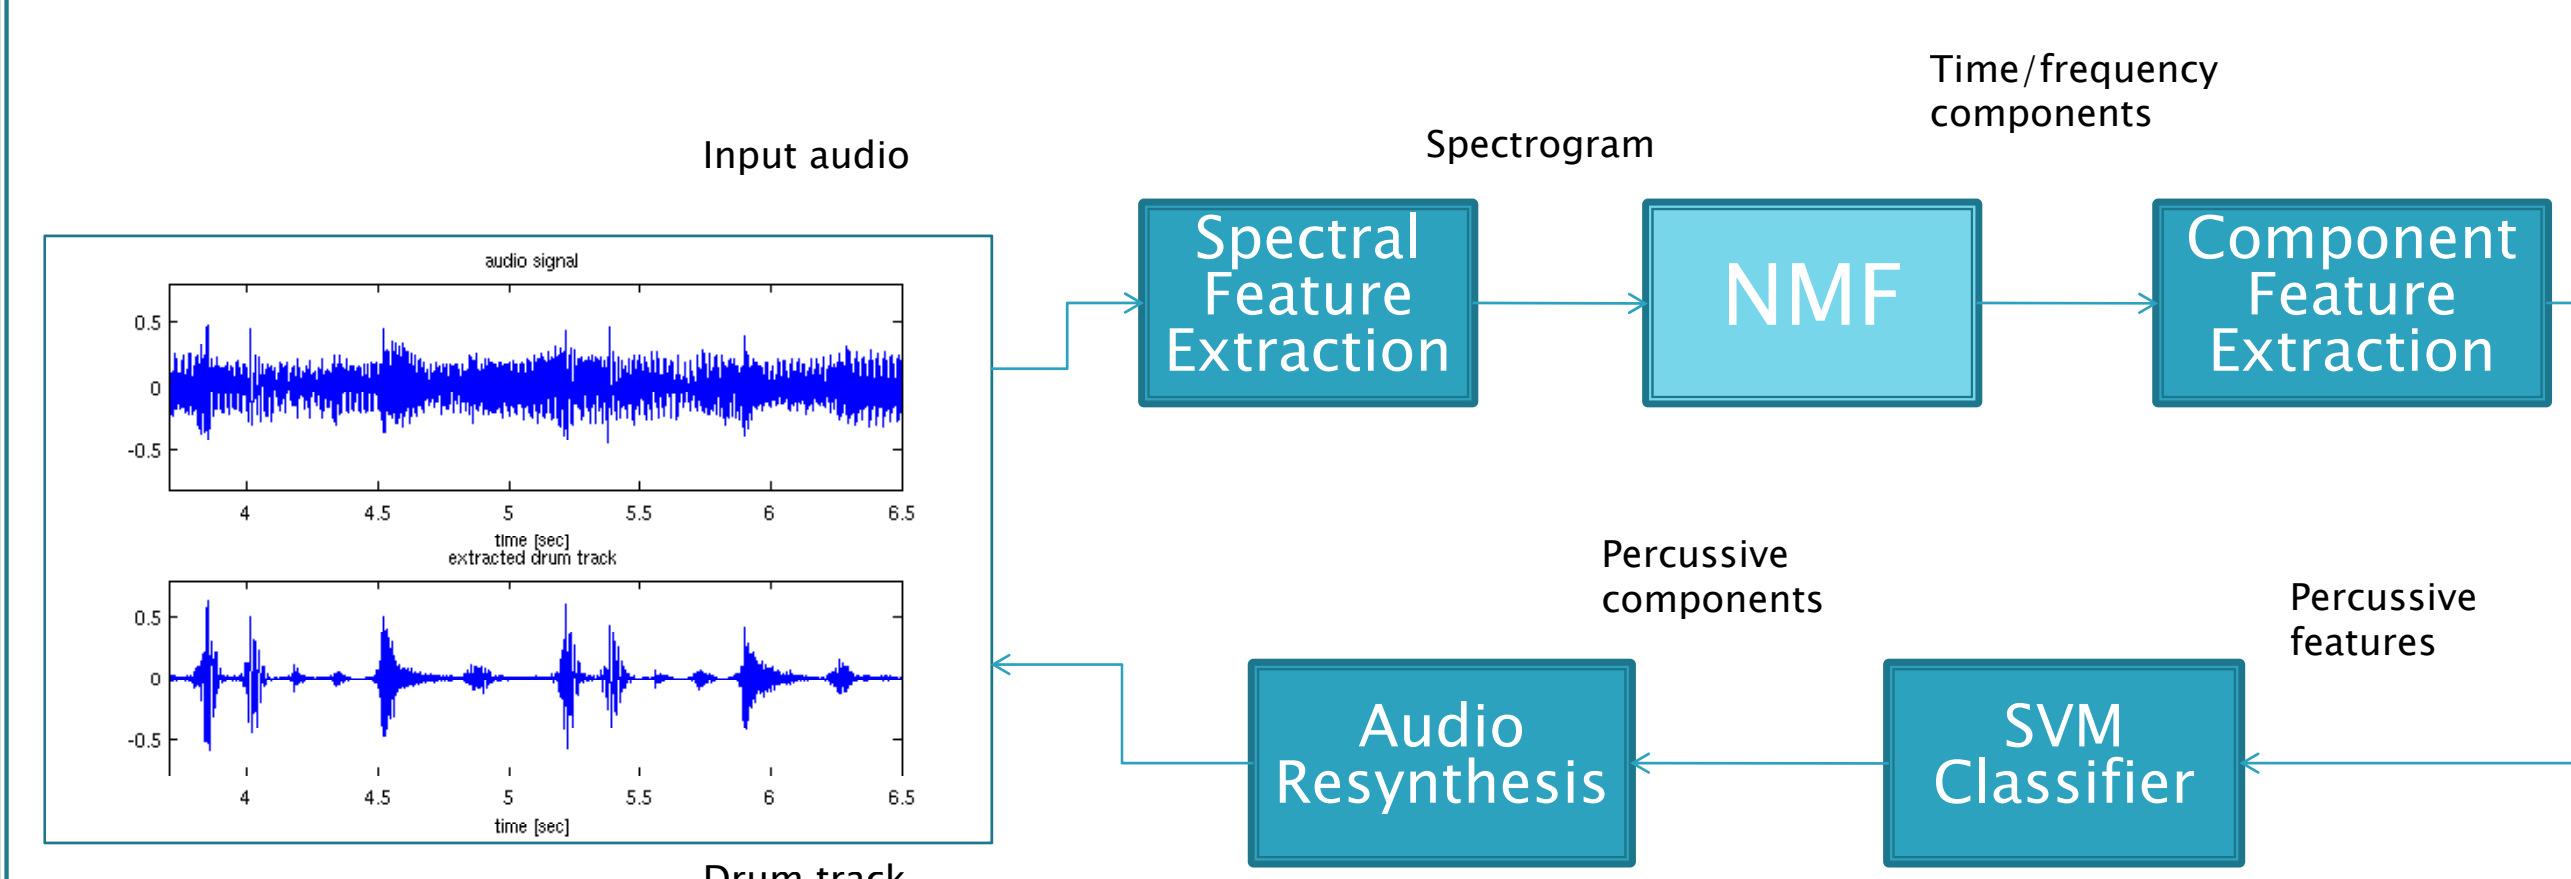 Time/frequency
components
Spectrogram
Input audio
Spectral
Feature
Extraction
NMF
Component
Feature
Extraction
audio signal
0.5
0
-0.5
4 4.5 5 5.5 6 6.5
time [sec]
extracted drum track
0.5
0
-0.5
4 4.5 5 5.5 6 6.5
time [sec]
Percussive
components
Percussive
features
Audio
Resynthesis
SVM
Classifier
Drum track